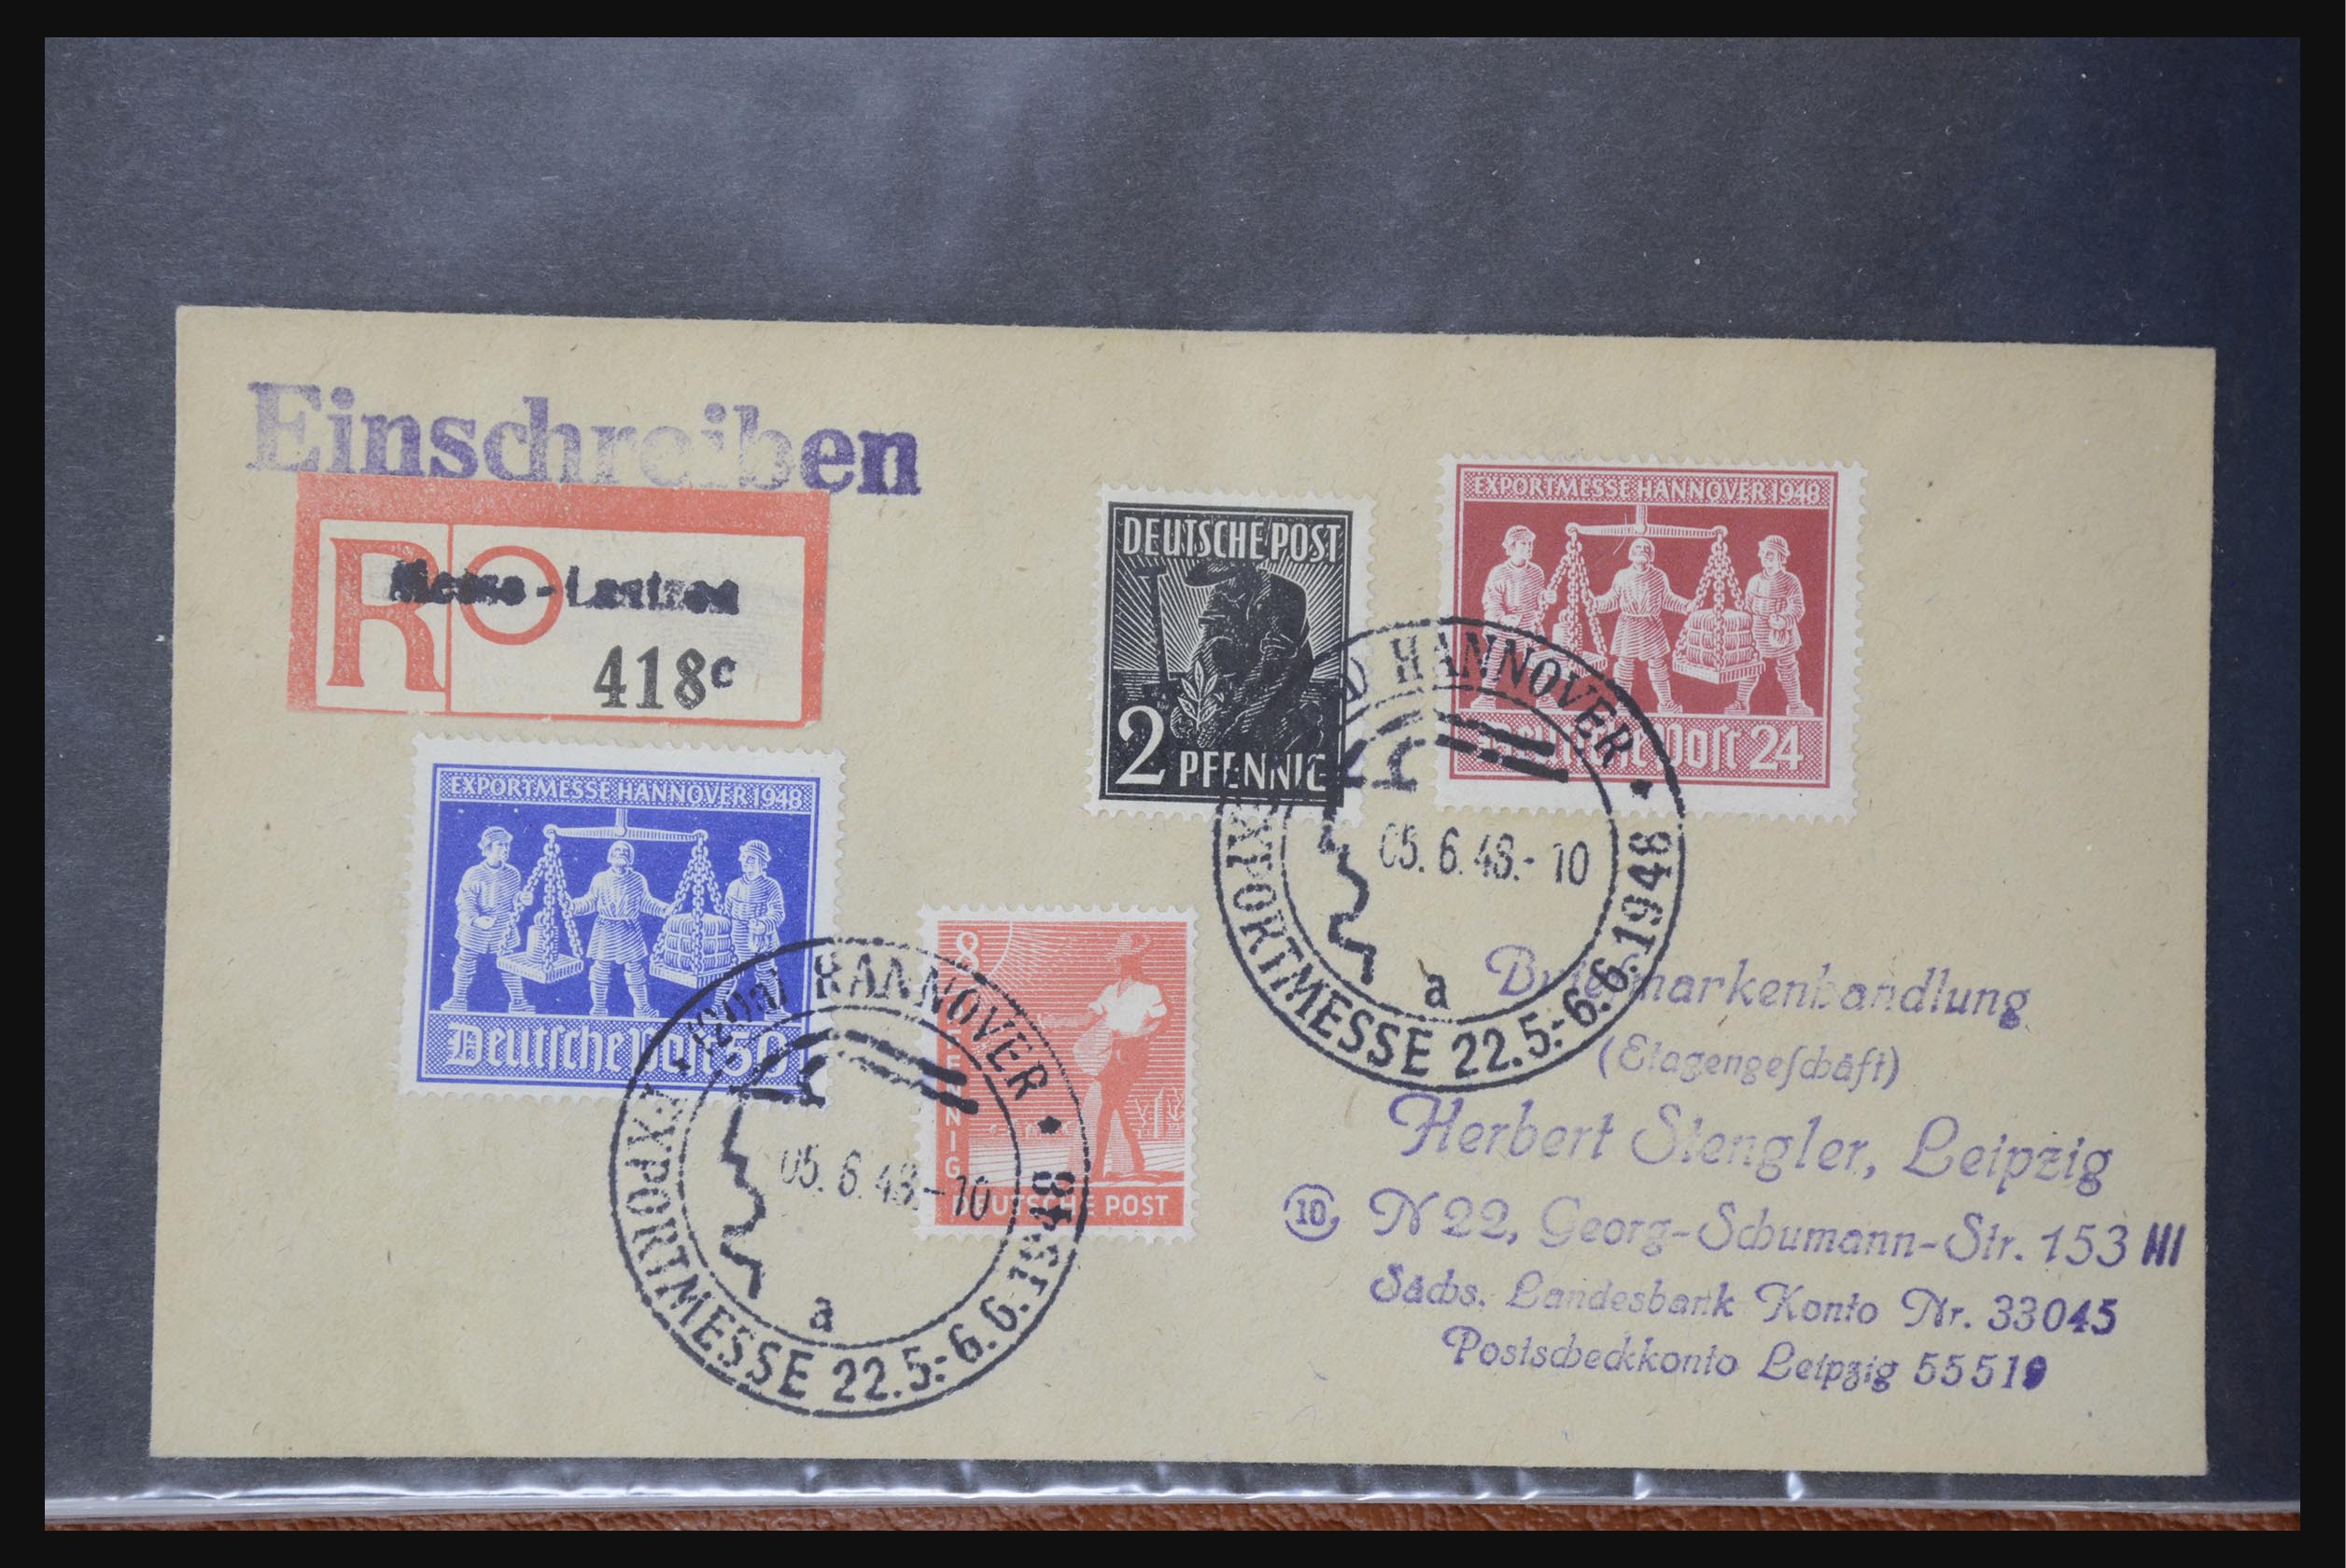 Einschreiben
R
418c
DEUTSCHE POST
2 PFENNIG
EXPORTMESSE HANNOVER 1948
Deutsche Post 24
EXPORTMESSE HANNOVER 1948
Deutsche Post 50
8
PFENNIG
DEUTSCHE POST
HANNOVER
05.6.48.-10
a
EXPORTMESSE 22.5.-6.6.1948
HANNOVER
05.6.48.-10
a
EXPORTMESSE 22.5.-6.6.1948
Briefmarkenhandlung
(Etagengeſchäft)
Herbert Stengler, Leipzig
10 N 22, Georg-Schumann-Str. 153 III
Sächs. Landesbank Konto Nr. 33045
Postscheckkonto Leipzig 55519